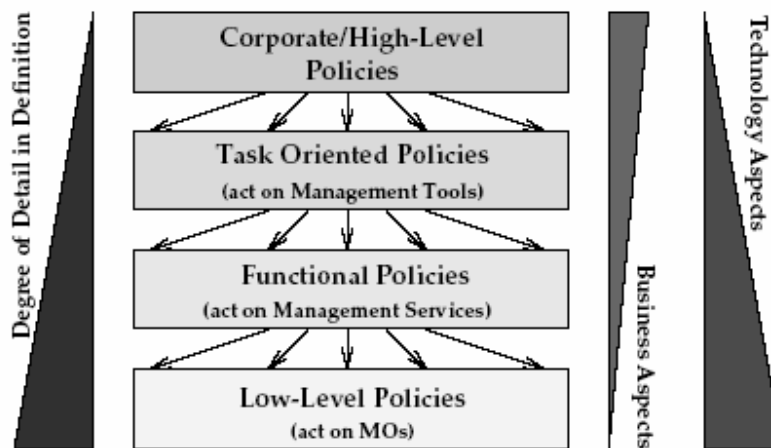 Corporate/High-Level
Policies
Task Oriented Policies
(act on Management Tools)
Functional Policies
(act on Management Services)
Low-Level Policies
(act on MOs)
Degree of Detail in Definition
Business Aspects
Technology Aspects